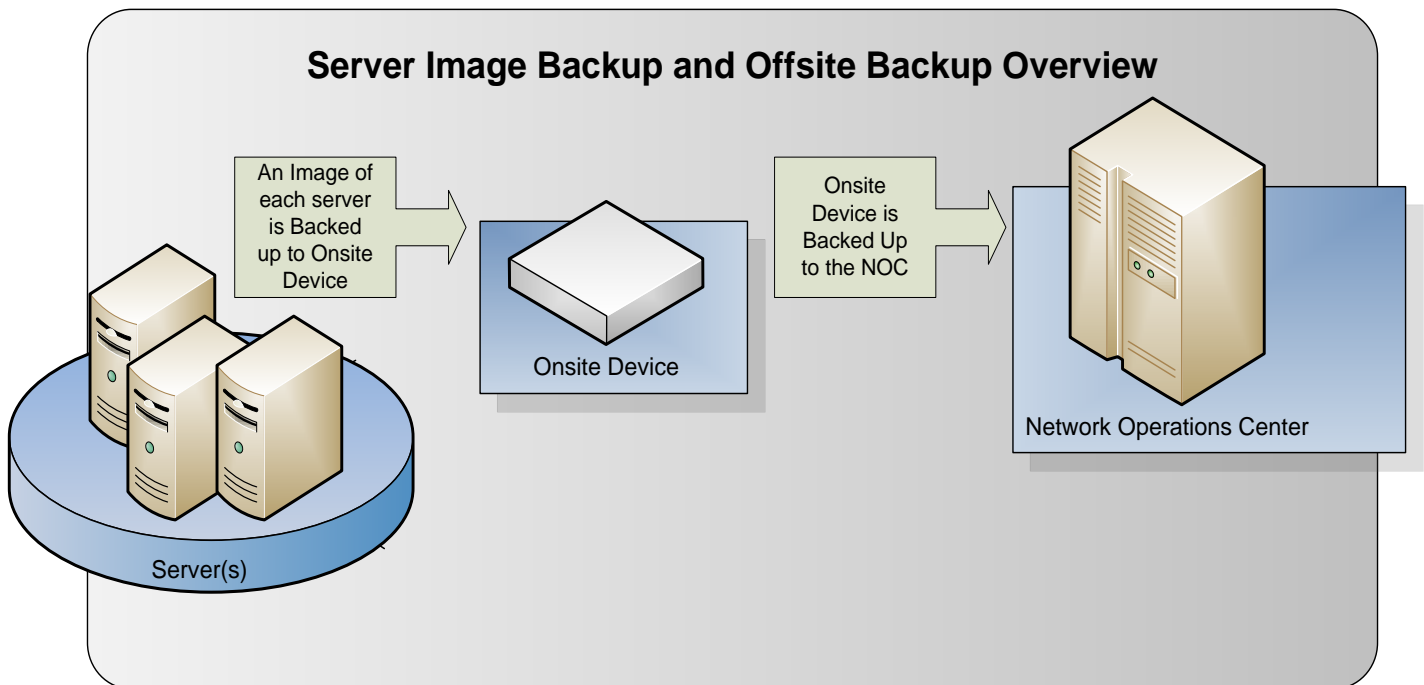 Server Image Backup and Offsite Backup Overview
An Image of
each server
is Backed
up to Onsite
Device
Onsite
Device is
Backed Up
to the NOC
Onsite Device
Network Operations Center
Server(s)